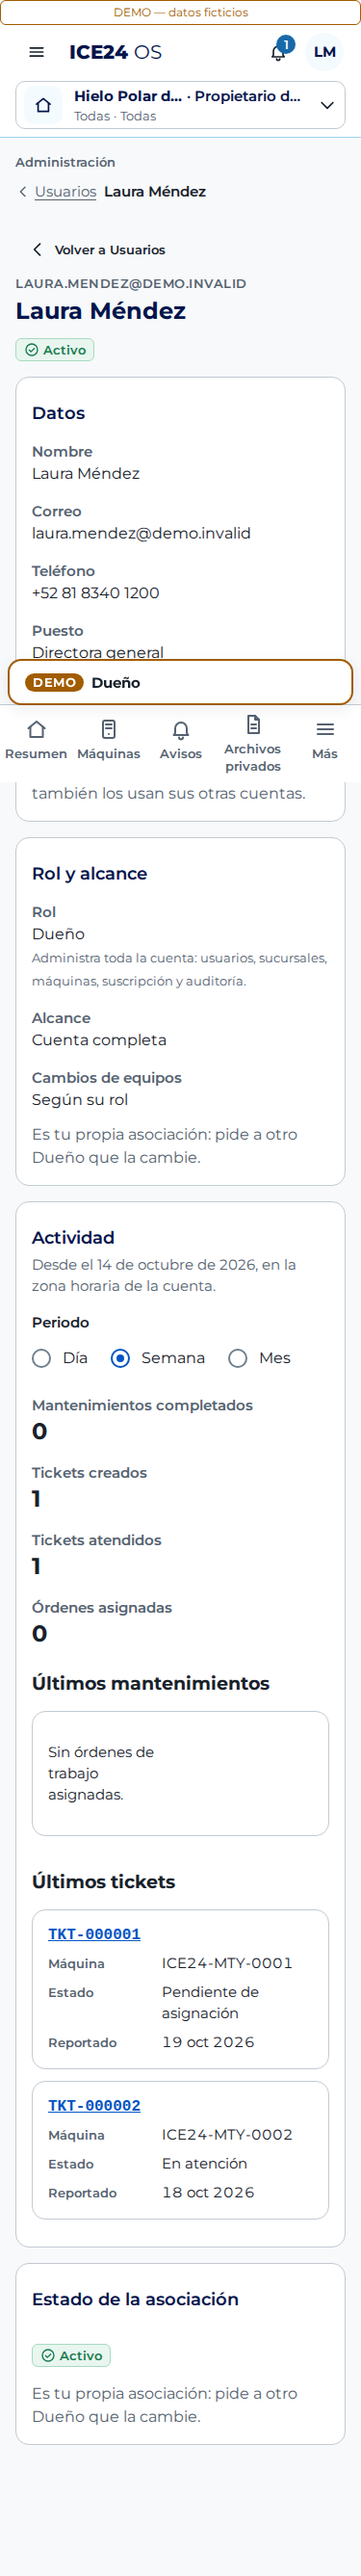 DEMO — datos ficticios
ICE24 OS
1
LM
Hielo Polar d... · Propietario d...
Todas · Todas
Administración
Usuarios Laura Méndez
Volver a Usuarios
LAURA.MENDEZ@DEMO.INVALID
Laura Méndez
Activo
Datos
Nombre
Laura Méndez
Correo
laura.mendez@demo.invalid
Teléfono
+52 81 8340 1200
Puesto
Directora general
DEMO Dueño
Resumen
Máquinas
Avisos
Archivos privados
Más
también los usan sus otras cuentas.
Rol y alcance
Rol
Dueño
Administra toda la cuenta: usuarios, sucursales,
máquinas, suscripción y auditoría.
Alcance
Cuenta completa
Cambios de equipos
Según su rol
Es tu propia asociación: pide a otro
Dueño que la cambie.
Actividad
Desde el 14 de octubre de 2026, en la
zona horaria de la cuenta.
Periodo
Día Semana Mes
Mantenimientos completados
0
Tickets creados
1
Tickets atendidos
1
Órdenes asignadas
0
Últimos mantenimientos
Sin órdenes de
trabajo
asignadas.
Últimos tickets
TKT-000001
Máquina ICE24-MTY-0001
Estado Pendiente de
asignación
Reportado 19 oct 2026
TKT-000002
Máquina ICE24-MTY-0002
Estado En atención
Reportado 18 oct 2026
Estado de la asociación
Activo
Es tu propia asociación: pide a otro
Dueño que la cambie.